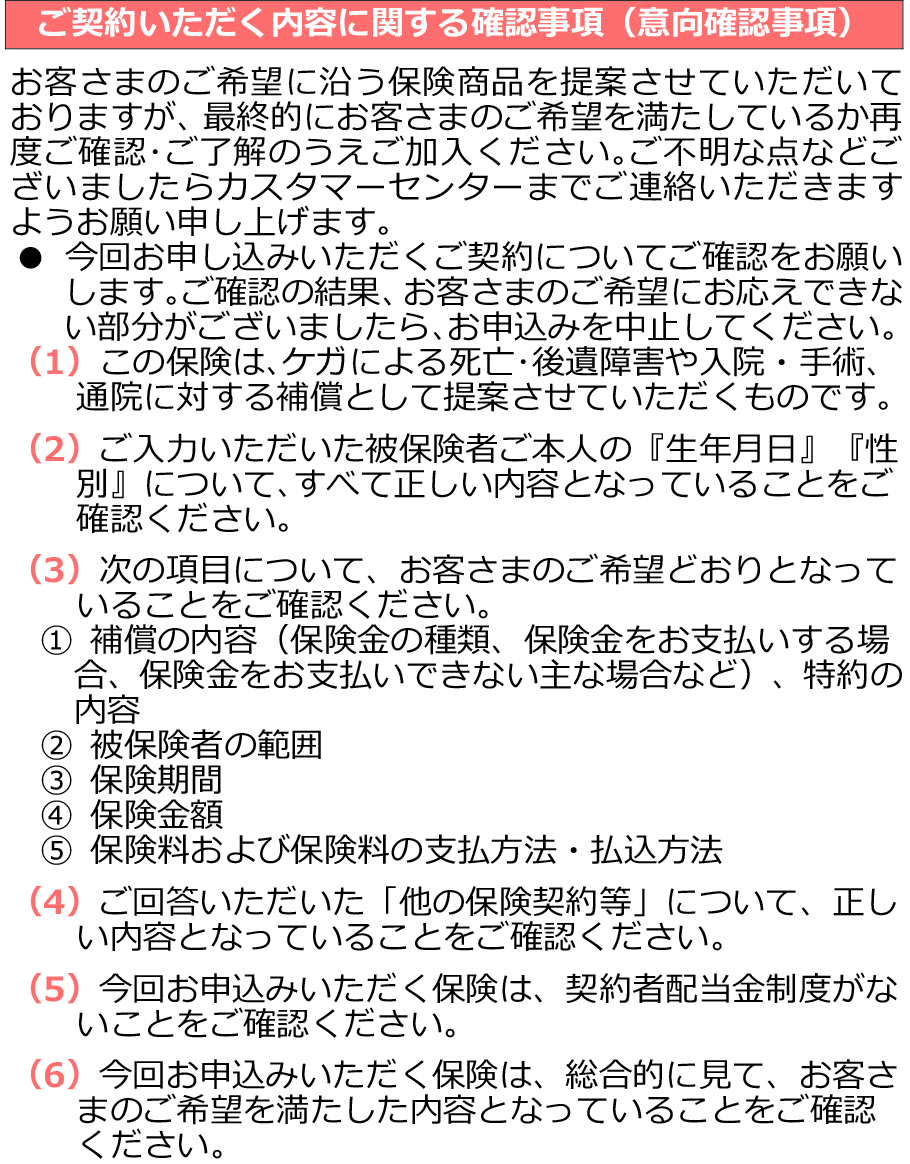 ご契約いただく内容に関する確認事項（意向確認事項）
お客さまのご希望に沿う保険商品を提案させていただいて
おりますが、最終的にお客さまのご希望を満たしているか再
度ご確認･ご了解のうえご加入ください｡ご不明な点などご
ざいましたらカスタマーセンターまでご連絡いただきます
ようお願い申し上げます。
● 今回お申し込みいただくご契約についてご確認をお願い
します｡ご確認の結果､お客さまのご希望にお応えできな
い部分がございましたら､お申込みを中止してください。
（1）この保険は､ケガによる死亡･後遺障害や入院・手術、
通院に対する補償として提案させていただくものです。
（2）ご入力いただいた被保険者ご本人の『生年月日』『性
別』について､すべて正しい内容となっていることをご
確認ください。
（3）次の項目について、お客さまのご希望どおりとなって
いることをご確認ください。
① 補償の内容（保険金の種類、保険金をお支払いする場
合、保険金をお支払いできない主な場合など）、特約の
内容
② 被保険者の範囲
③ 保険期間
④ 保険金額
⑤ 保険料および保険料の支払方法・払込方法
（4）ご回答いただいた「他の保険契約等」について、正し
い内容となっていることをご確認ください。
（5）今回お申込みいただく保険は、契約者配当金制度がな
いことをご確認ください。
（6）今回お申込みいただく保険は、総合的に見て、お客さ
まのご希望を満たした内容となっていることをご確認
ください。